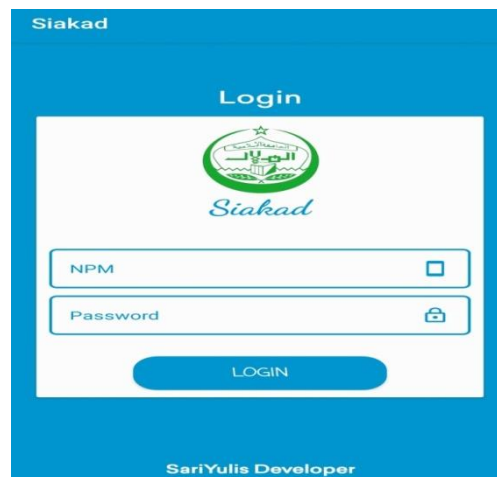 Siakad
Login
Siakad
NPM
Password
LOGIN
SariYulis Developer